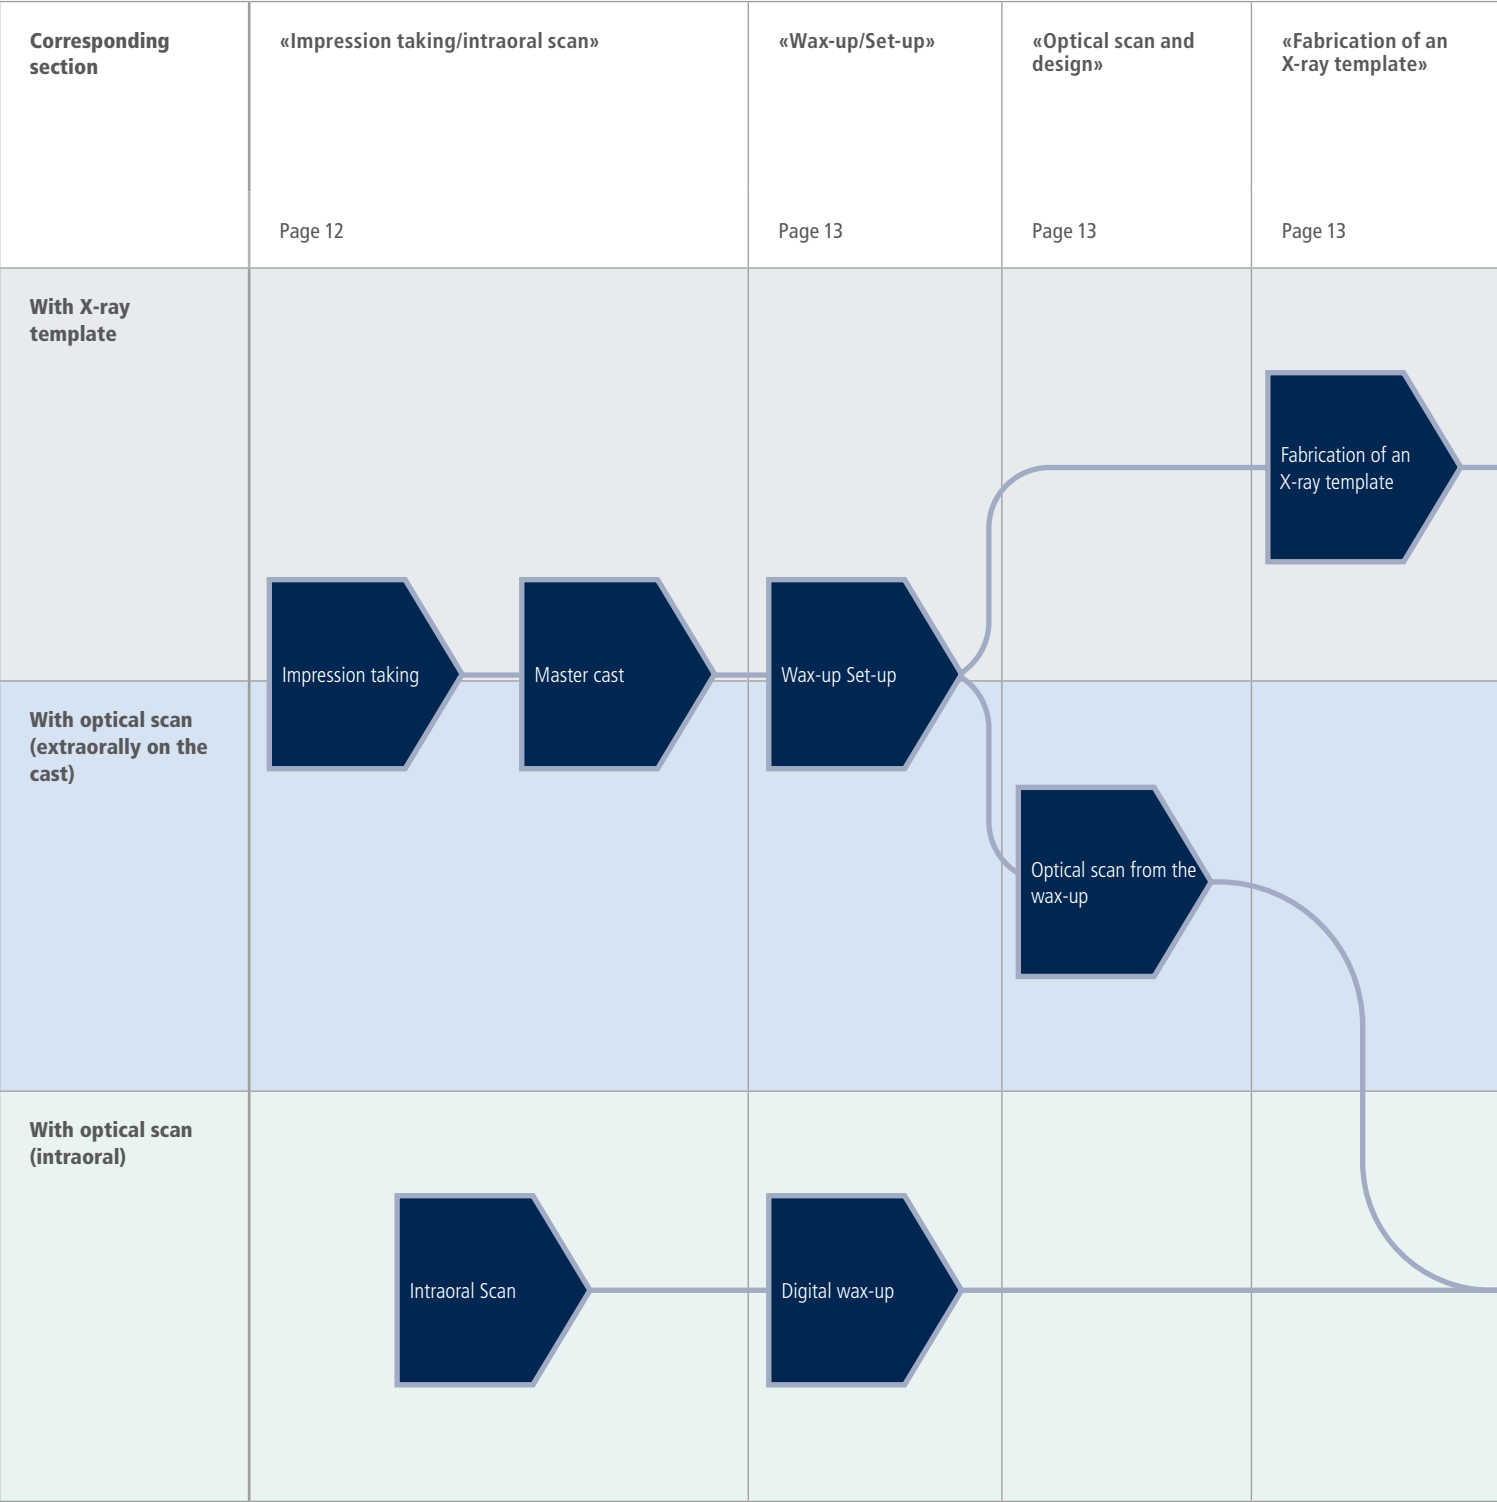 Corresponding
section
«Impression taking/intraoral scan»
«Wax-up/Set-up»
«Optical scan and
design»
«Fabrication of an
X-ray template»
Page 12
Page 13
Page 13
Page 13
With X-ray
template
Fabrication of an
X-ray template
Impression taking
Master cast
Wax-up Set-up
With optical scan
(extraorally on the
cast)
Optical scan from the
wax-up
With optical scan
(intraoral)
Intraoral Scan
Digital wax-up